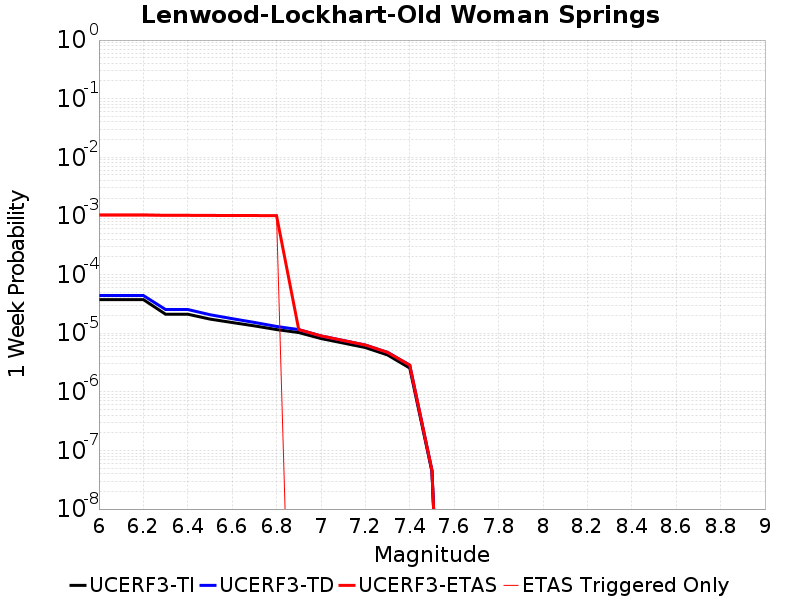 Lenwood-Lockhart-Old Woman Springs
1 Week Probability
10^0
10^-1
10^-2
10^-3
10^-4
10^-5
10^-6
10^-7
10^-8
6 6.2 6.4 6.6 6.8 7 7.2 7.4 7.6 7.8 8 8.2 8.4 8.6 8.8 9
Magnitude
UCERF3-TI UCERF3-TD UCERF3-ETAS ETAS Triggered Only